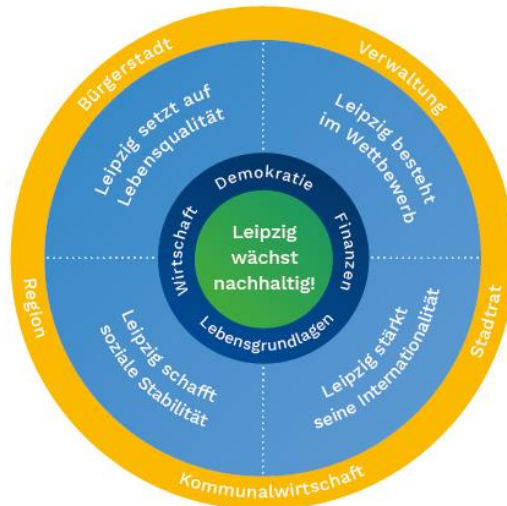 Bürgerstadt
Verwaltung
Leipzig setzt auf
Lebensqualität
Leipzig besteht
im Wettbewerb
Demokratie
Wirtschaft
Finanzen
Leipzig
wächst
nachhaltig!
Lebensgrundlagen
Region
Stadtrat
Leipzig schafft
soziale Stabilität
Leipzig stärkt
seine Internationalität
Kommunalwirtschaft